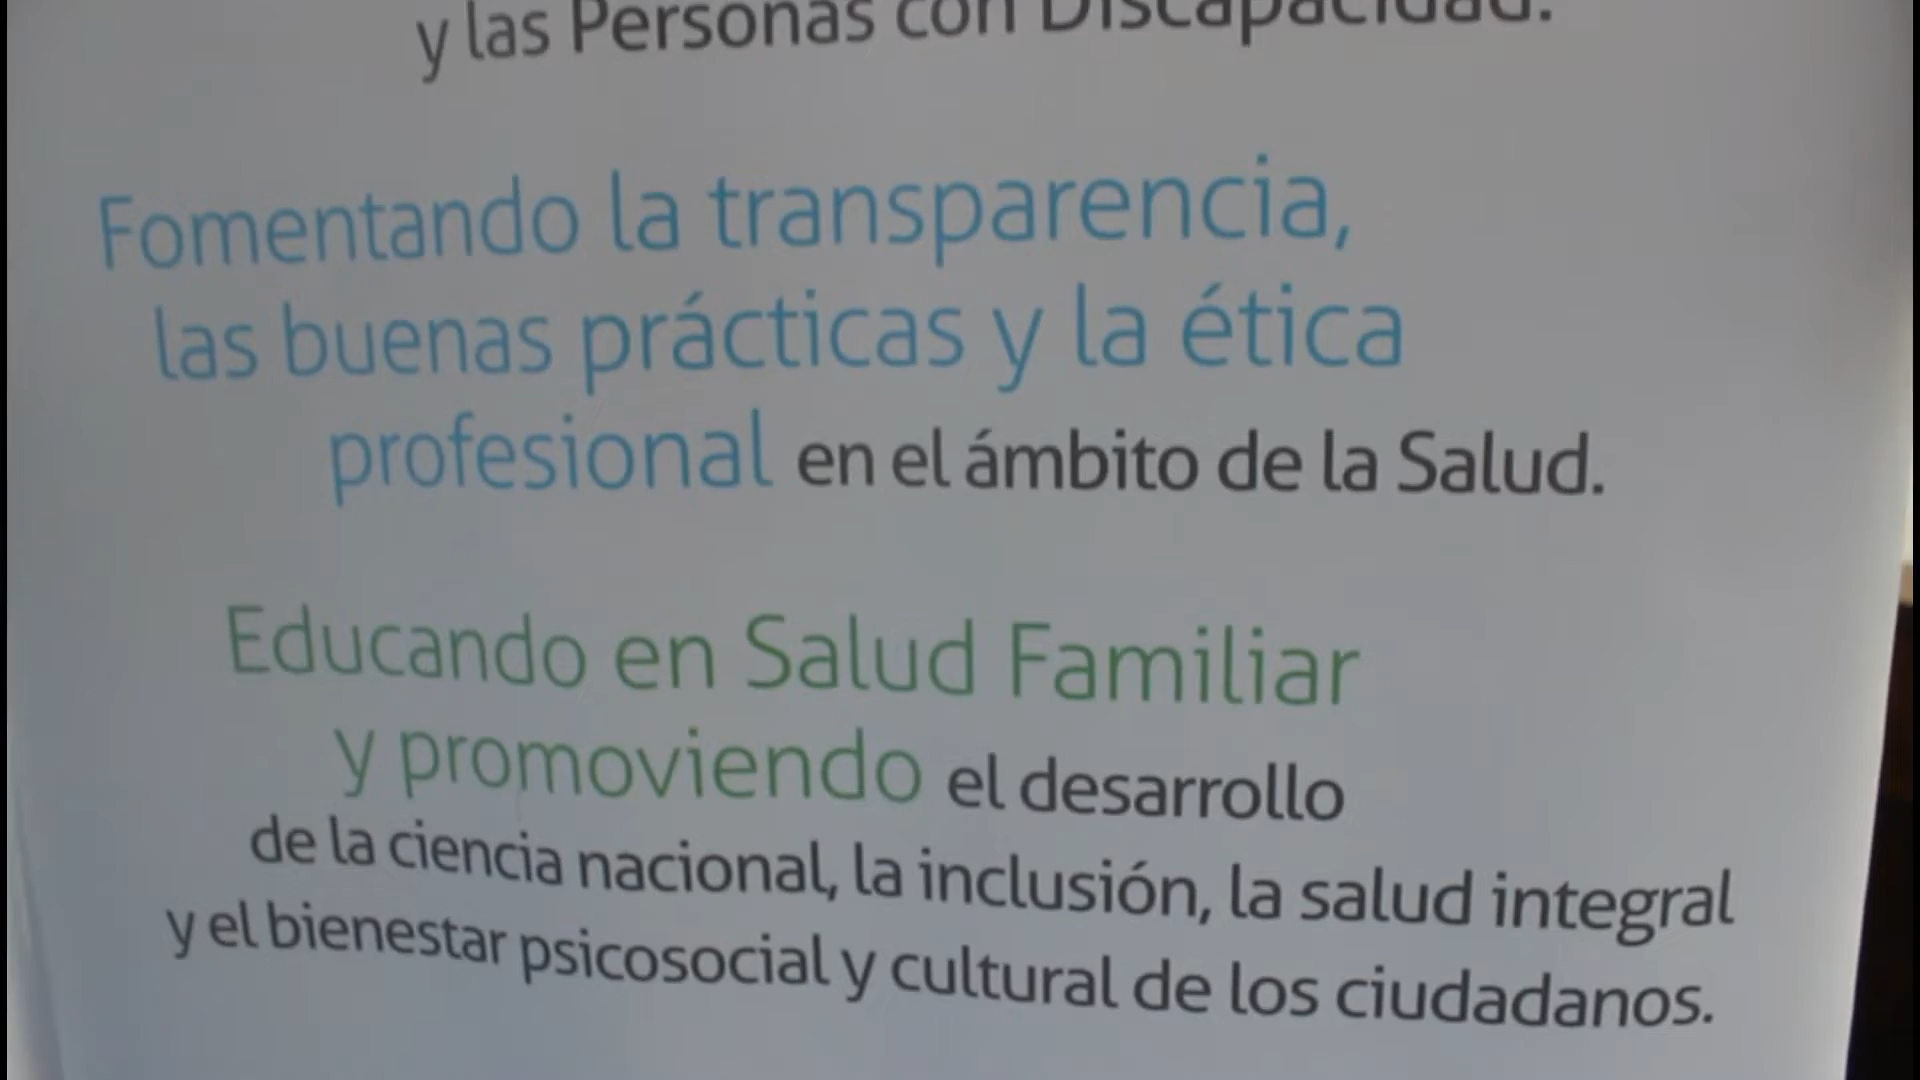 y las Personas con Discapacidad.
Fomentando la transparencia,
las buenas prácticas y la ética
profesional en el ámbito de la Salud.
Educando en Salud Familiar
y promoviendo el desarrollo
de la ciencia nacional, la inclusión, la salud integral
y el bienestar psicosocial y cultural de los ciudadanos.